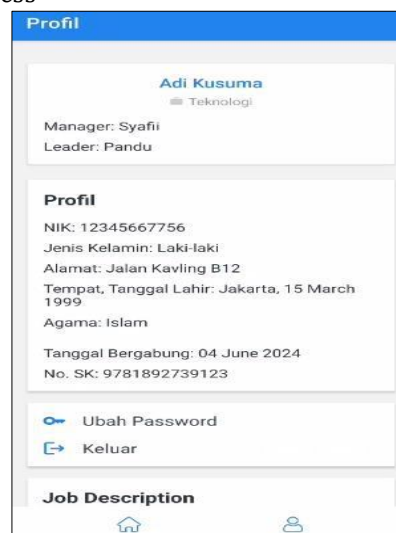 ess
Profil
Adi Kusuma
Teknologi
Manager: Syafii
Leader: Pandu
Profil
NIK: 12345667756
Jenis Kelamin: Laki-laki
Alamat: Jalan Kavling B12
Tempat, Tanggal Lahir: Jakarta, 15 March
1999
Agama: Islam
Tanggal Bergabung: 04 June 2024
No. SK: 9781892739123
Ubah Password
Keluar
Job Description